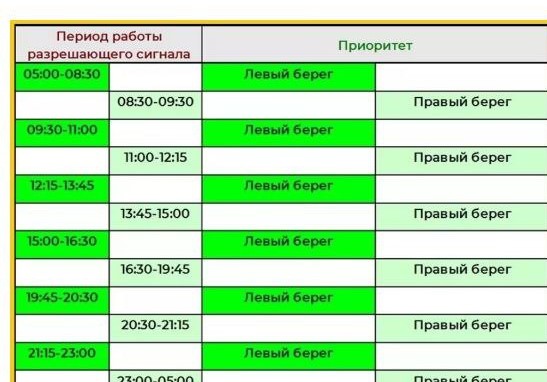 Период работы
разрешающего сигнала
Приоритет
05:00-08:30 Левый берег
08:30-09:30 Правый берег
09:30-11:00 Левый берег
11:00-12:15 Правый берег
12:15-13:45 Левый берег
13:45-15:00 Правый берег
15:00-16:30 Левый берег
16:30-19:45 Правый берег
19:45-20:30 Левый берег
20:30-21:15 Правый берег
21:15-23:00 Левый берег
23:00-05:00 Правый берег